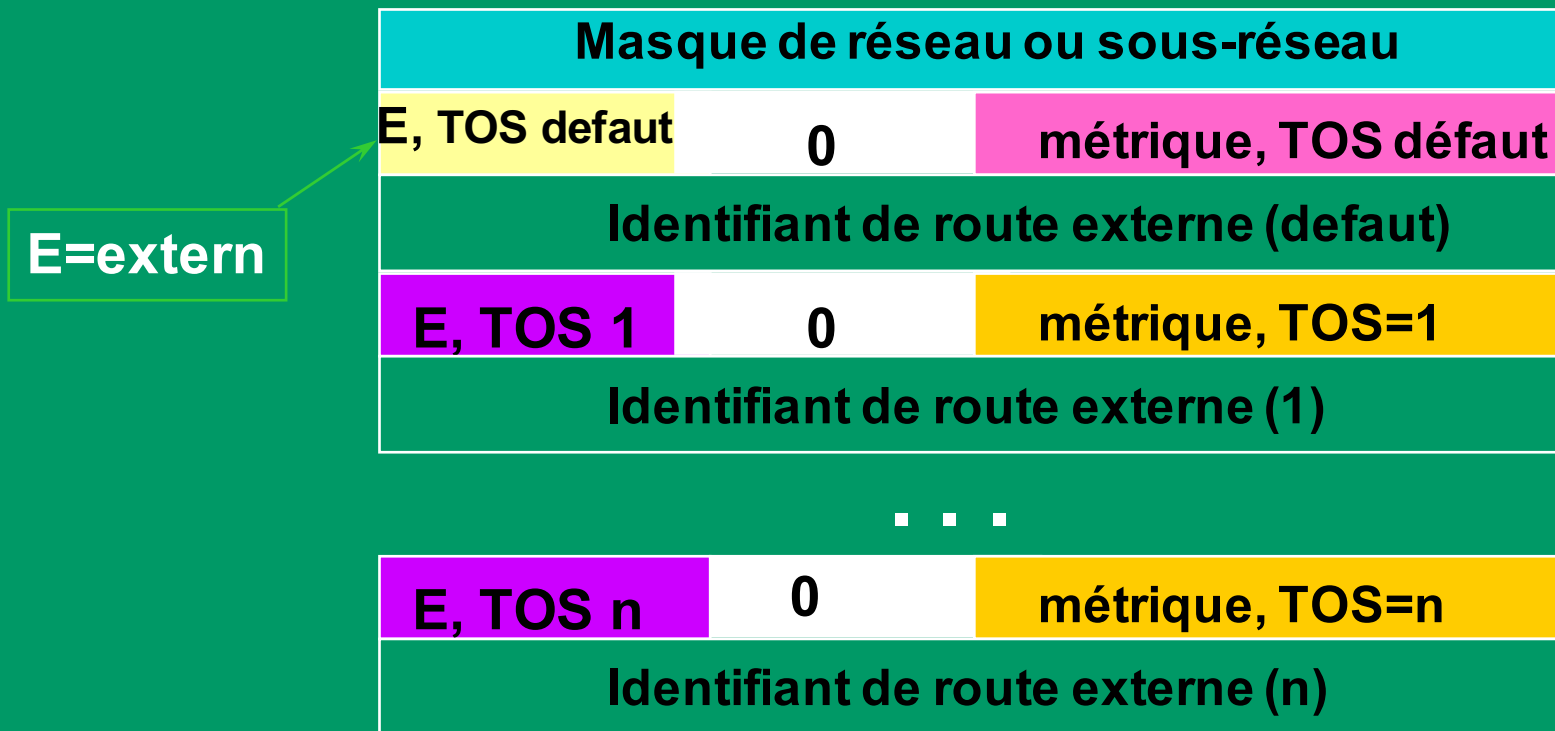 Masque de réseau ou sous-réseau
E, TOS defaut 0 métrique, TOS défaut
Identifiant de route externe (defaut)
E=extern
E, TOS 1 0 métrique, TOS=1
Identifiant de route externe (1)
. . .
E, TOS n 0 métrique, TOS=n
Identifiant de route externe (n)